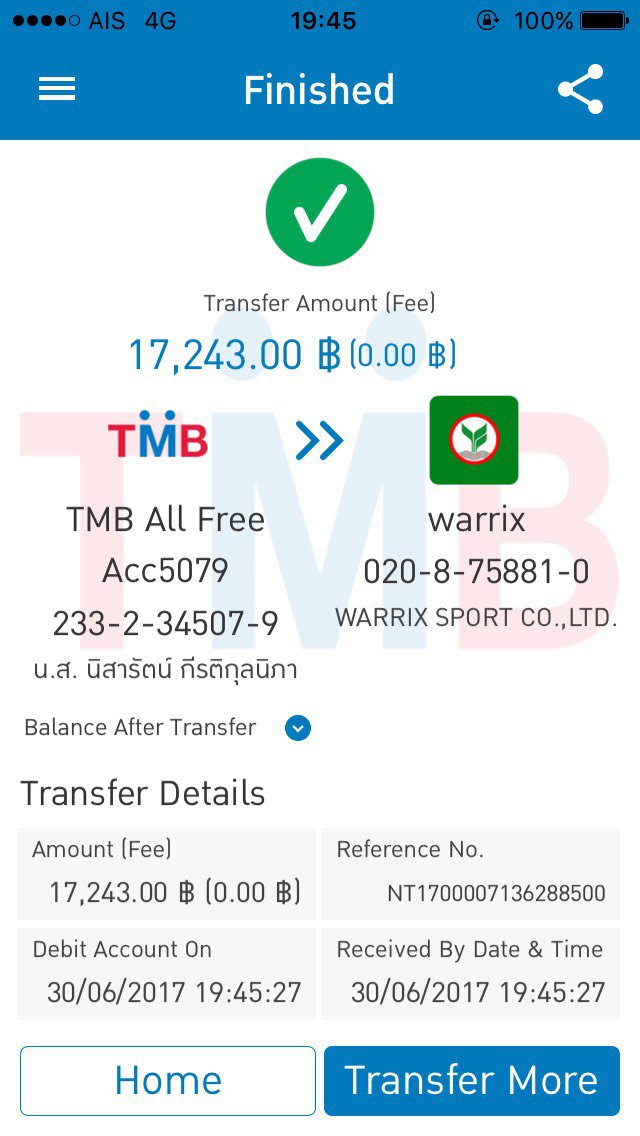 AIS 4G 19:45 100%
Finished
Transfer Amount (Fee)
17,243.00 ฿ (0.00 ฿)
TMB
TMB All Free
Acc5079
233-2-34507-9
น.ส. นิสารัตน์ กีรติกุลนิภา
warrix
020-8-75881-0
WARRIX SPORT CO.,LTD.
TMB
Balance After Transfer
Transfer Details
Amount (Fee)
17,243.00 ฿ (0.00 ฿)
Reference No.
NT1700007136288500
Debit Account On
30/06/2017 19:45:27
Received By Date & Time
30/06/2017 19:45:27
Home
Transfer More